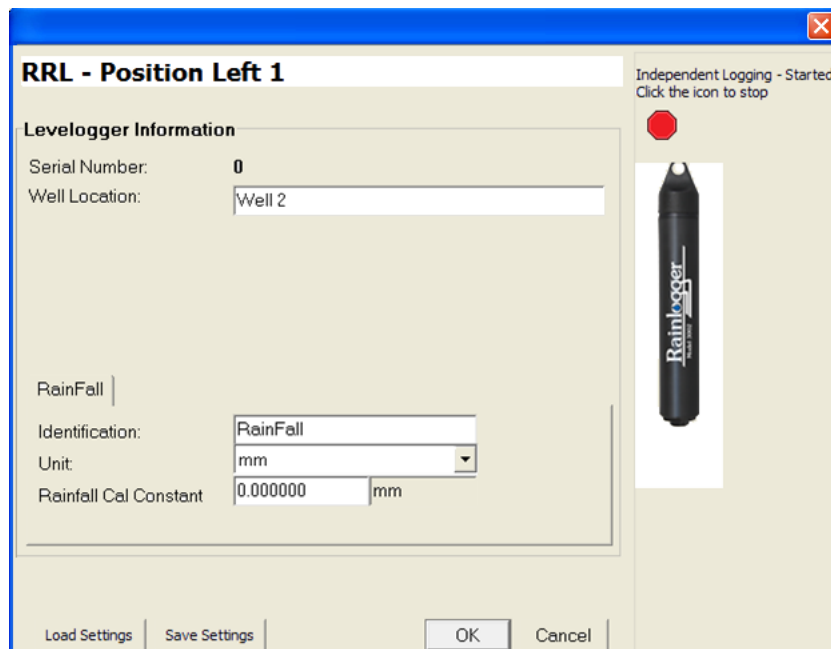 RRL - Position Left 1
Independent Logging - Started
Click the icon to stop
Levelogger Information
Serial Number: 0
Well Location: Well 2
RainFall
Identification: RainFall
Unit: mm
Rainfall Cal Constant 0.000000 mm
Rainlogger
Model 3002
Load Settings Save Settings OK Cancel